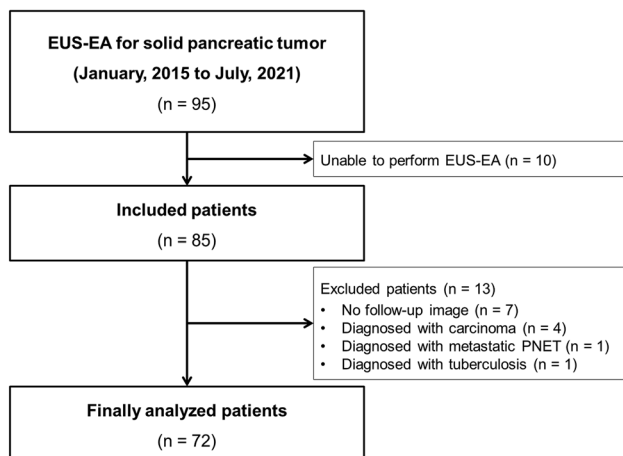 EUS-EA for solid pancreatic tumor
(January, 2015 to July, 2021)
(n = 95)
Unable to perform EUS-EA (n = 10)
Included patients
(n = 85)
Excluded patients (n = 13)
• No follow-up image (n = 7)
• Diagnosed with carcinoma (n = 4)
• Diagnosed with metastatic PNET (n = 1)
• Diagnosed with tuberculosis (n = 1)
Finally analyzed patients
(n = 72)